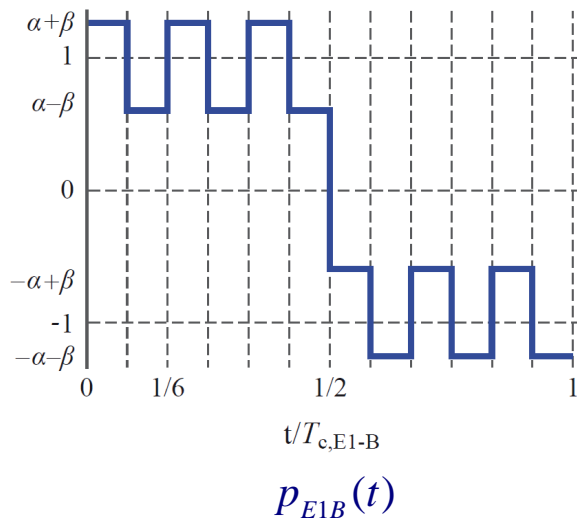 α+β
1
α–β
0
–α+β
-1
–α–β
0 1/6 1/2 1
t/Tc,E1-B
pE1B(t)